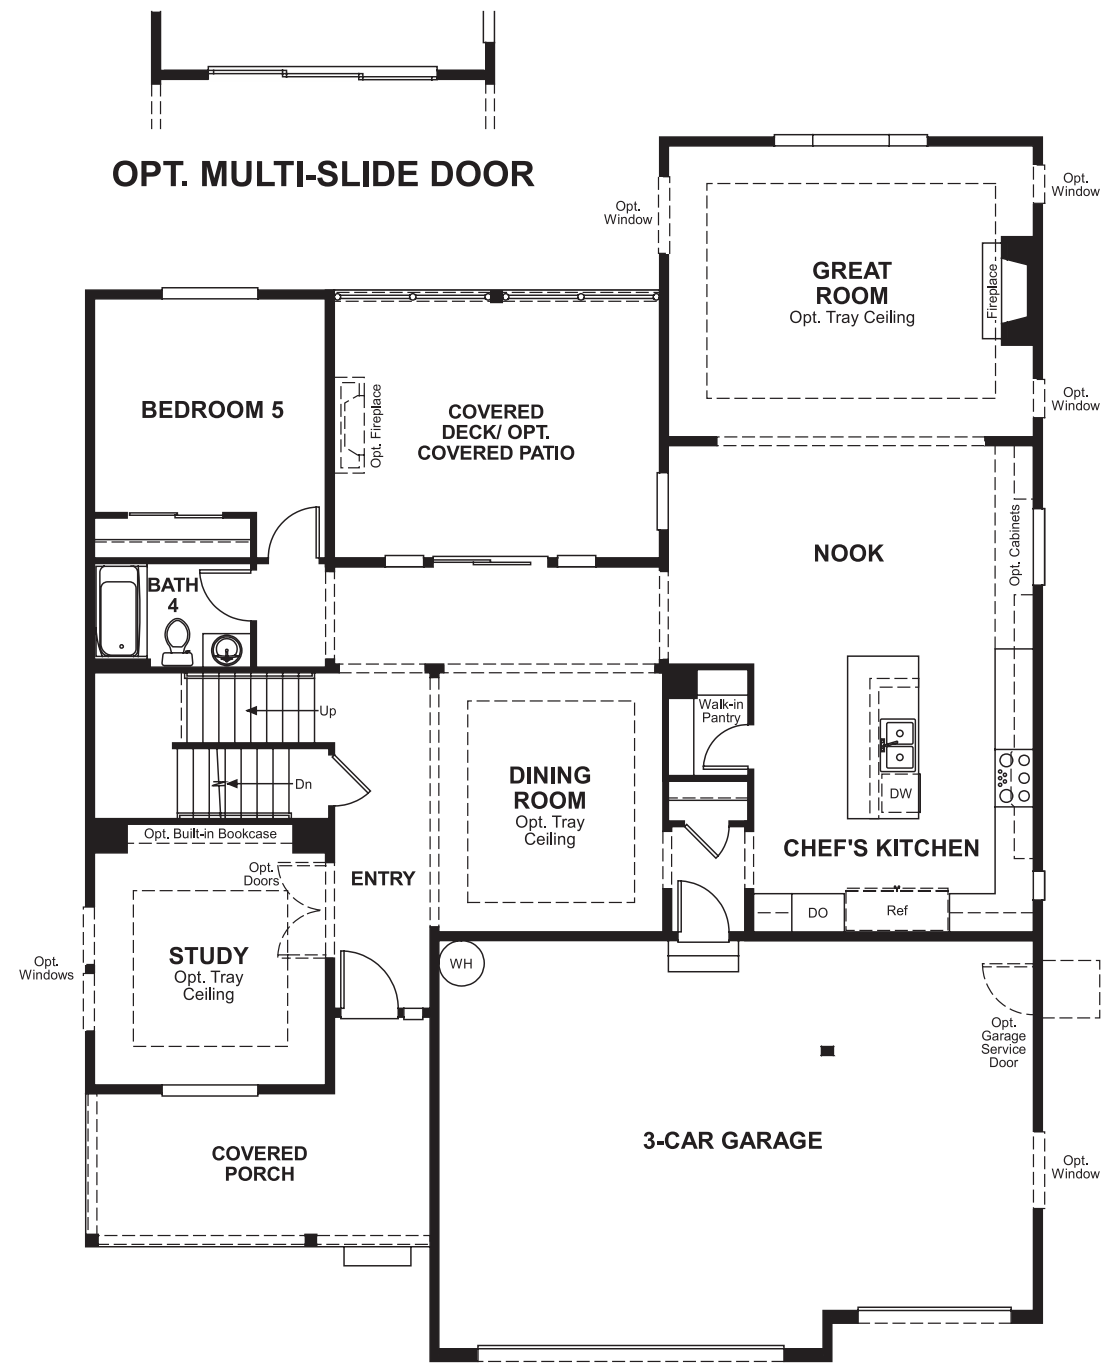 OPT. MULTI-SLIDE DOOR
Opt.
Window
Opt.
Window
GREAT
ROOM
Opt. Tray Ceiling
Fireplace
Opt.
Window
BEDROOM 5
Opt. Fireplace
COVERED
DECK/ OPT.
COVERED PATIO
NOOK
Opt. Cabinets
BATH
4
Up
Dn
Walk-in
Pantry
DINING
ROOM
Opt. Tray
Ceiling
DW
CHEF'S KITCHEN
Opt. Built-in Bookcase
Opt.
Doors
ENTRY
DO
Ref
STUDY
Opt. Tray
Ceiling
Opt.
Windows
WH
Opt.
Garage
Service
Door
3-CAR GARAGE
COVERED
PORCH
Opt.
Window